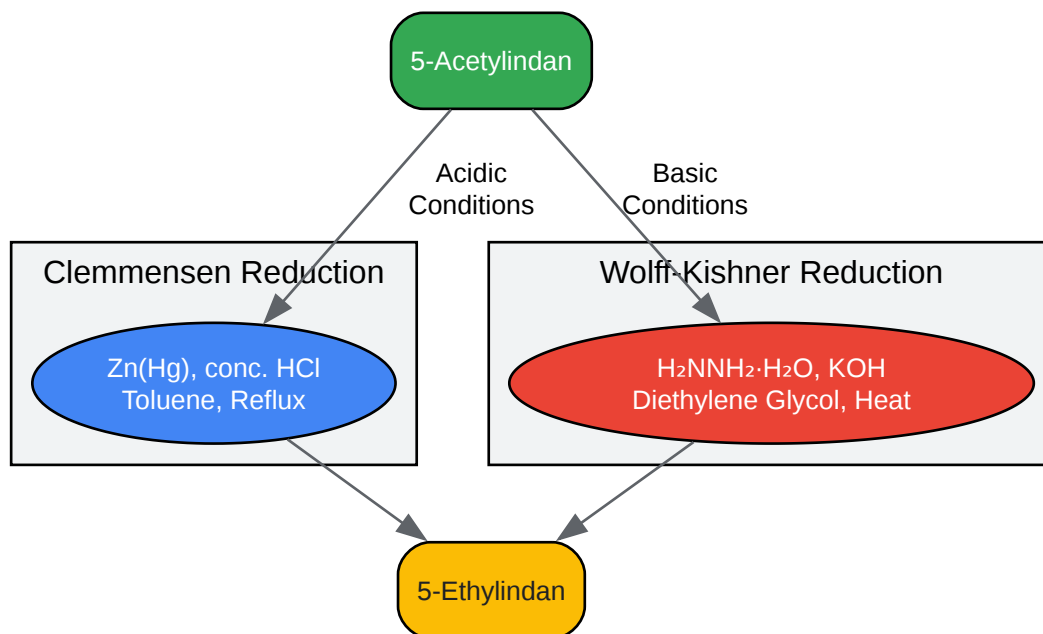 5-Acetylindan
Acidic
Conditions
Basic
Conditions
Clemmensen Reduction
Wolff-Kishner Reduction
Zn(Hg), conc. HCl
Toluene, Reflux
H₂NNH₂·H₂O, KOH
Diethylene Glycol, Heat
5-Ethylindan